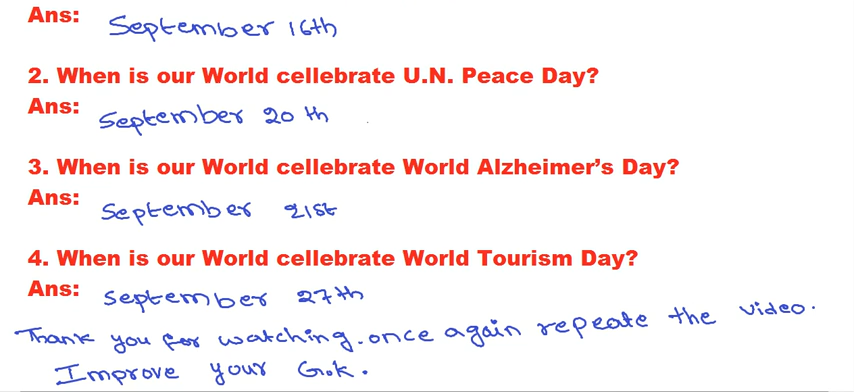 Ans: September 16th
2. When is our World cellebrate U.N. Peace Day?
Ans: September 20th
3. When is our World cellebrate World Alzheimer's Day?
Ans: September 21st
4. When is our World cellebrate World Tourism Day?
Ans: September 27th
Thank you for watching. once again repeate the video.
Improve your G.K.